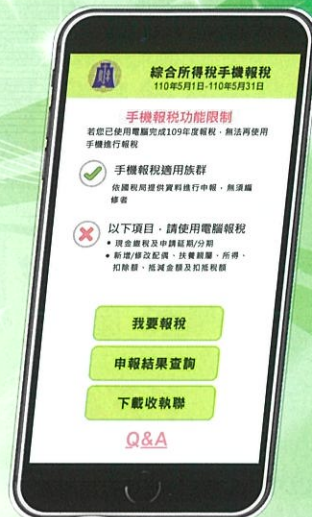 綜合所得稅手機報稅
110年5月1日-110年5月31日
手機報稅功能限制
若您已使用電腦完成109年度報稅，無法再使用
手機進行報稅
手機報稅適用族群
依國稅局提供資料進行申報，無須編
修者
以下項目，請使用電腦報稅
• 現金繳稅及申請延期/分期
• 新增/修改配偶、扶養親屬、所得、
扣除額、抵減金額及扣抵稅額
我要報稅
申報結果查詢
下載收執聯
Q&A